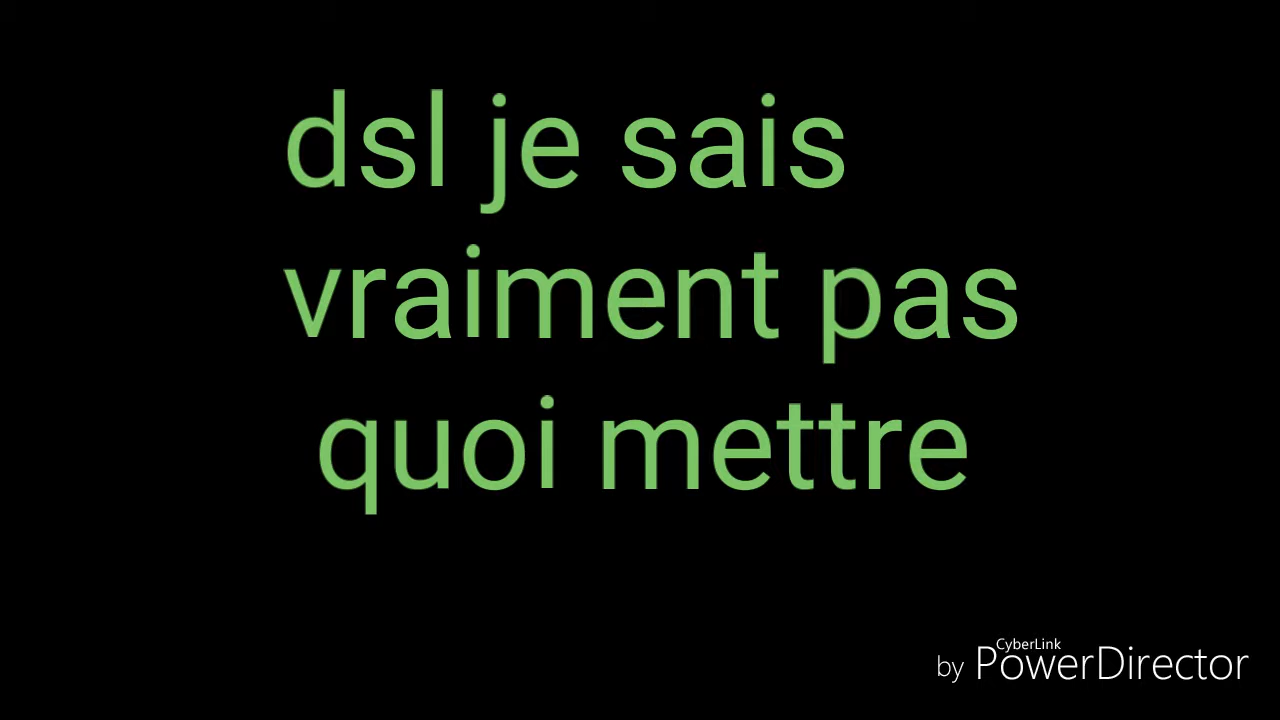 dsl je sais
vraiment pas
quoi mettre
CyberLink
by PowerDirector